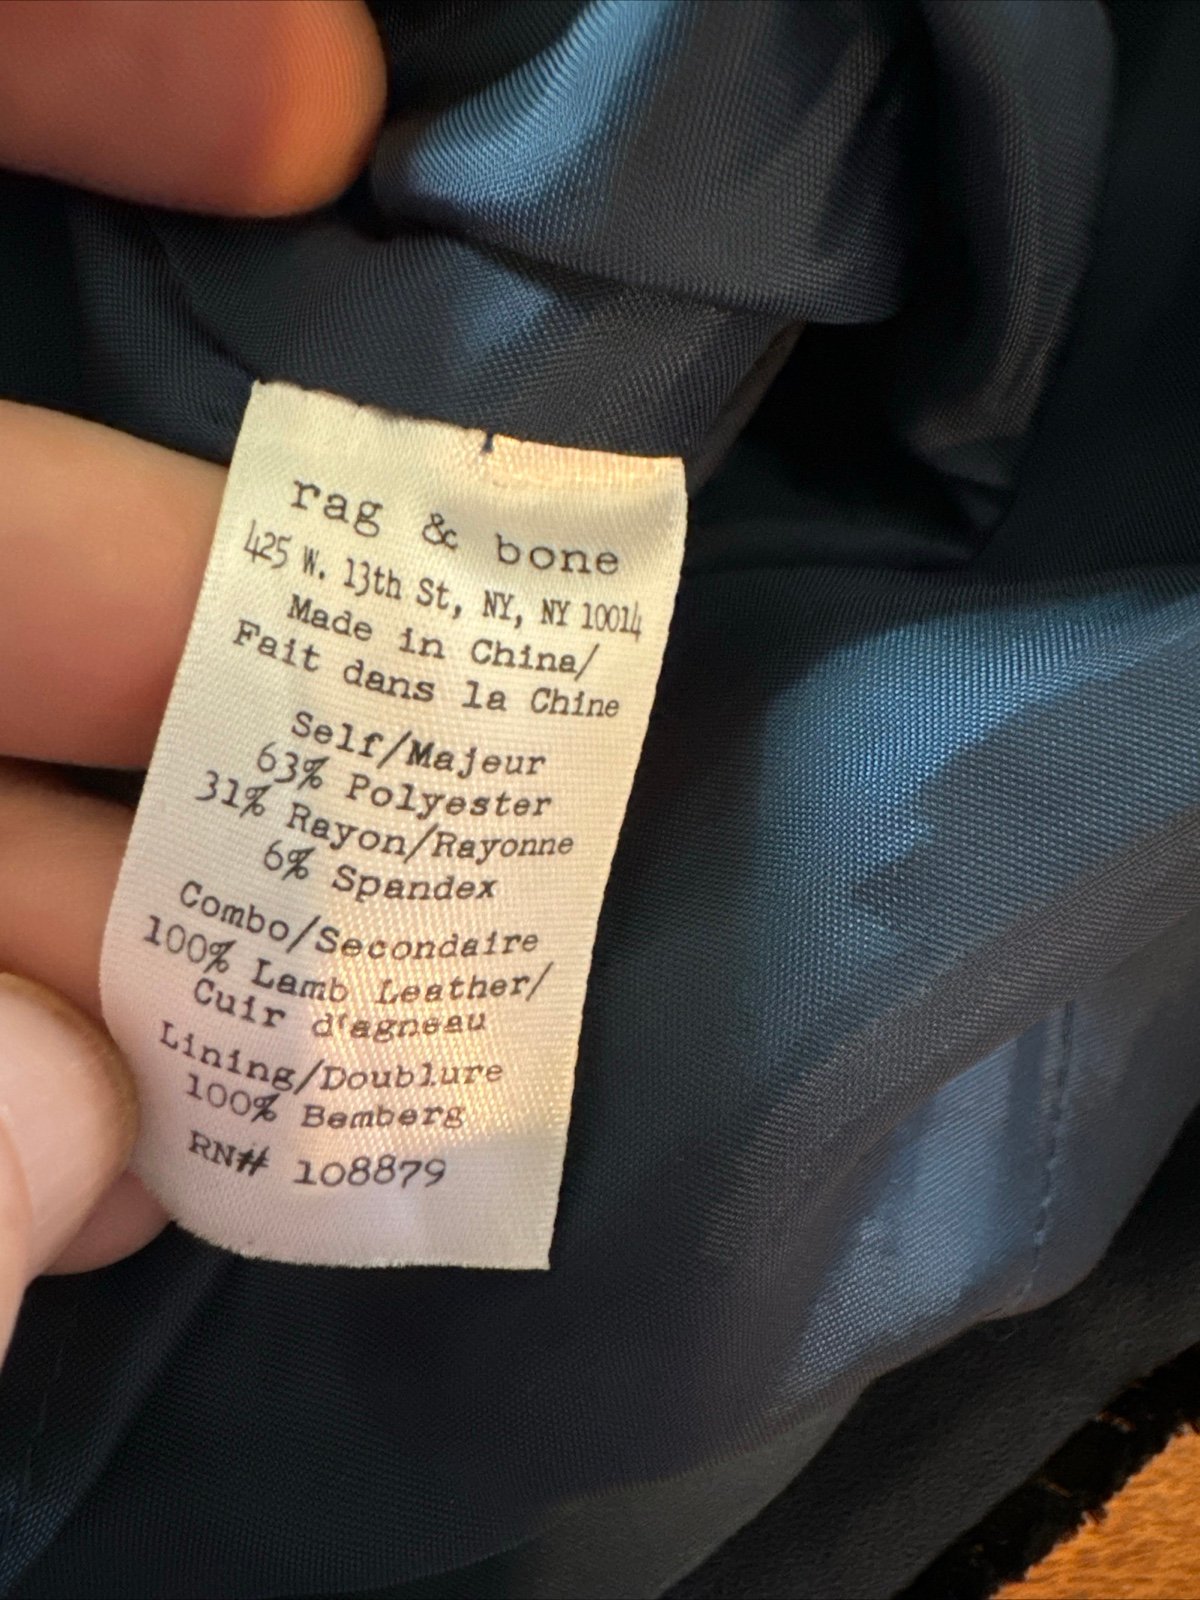 rag & bone
425 W. 13th St, NY, NY 10014
Made in China/
Fait dans la Chine
Self/Majeur
63% Polyester
31% Rayon/Rayonne
6% Spandex
Combo/Secondaire
100% Lamb Leather/
Cuir d'agneau
Lining/Doublure
100% Bemberg
RN# 108879